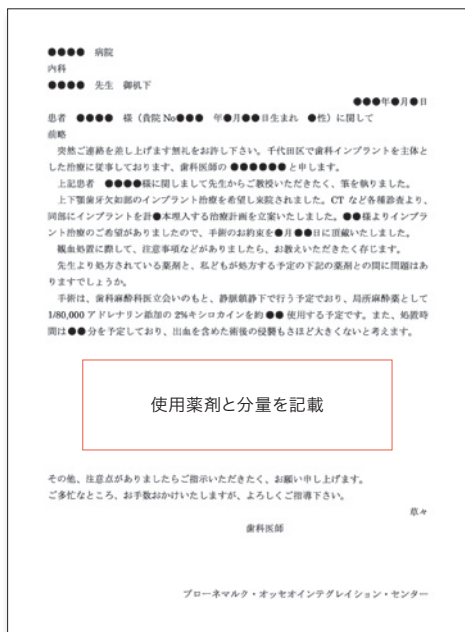 ●●●● 病院
内科
●●●● 先生 御机下
●●●年●月●日
患者 ●●●● 様（貴院 No●●● 年●月●●日生まれ ●性）に関して
前略
突然ご連絡を差し上げます無礼をお許し下さい。千代田区で歯科インプラントを主体と
した治療に従事しております、歯科医師の ●●●●●● と申します。
上記患者 ●●●●様に関しまして先生からご教授いただきたく、筆を執りました。
上下顎歯牙欠如部のインプラント治療を希望し来院されました。CT など各種診査より、
同部にインプラントを計●本埋入する治療計画を立案いたしました。●●様よりインプラ
ント治療のご希望がありましたので、手術のお約束を●月●●日に頂戴いたしました。
観血処置に際して、注意事項などがありましたら、お教えいただきたく存じます。
先生より処方されている薬剤と、私どもが処方する予定の下記の薬剤との間に問題はあ
りますでしょうか。
手術は、歯科麻酔科医立会いのもと、静脈鎮静下で行う予定であり、局所麻酔薬として
1/80,000 アドレナリン添加の 2%キシロカインを約 ●● 使用する予定です。また、処置時
間は●●分を予定しており、出血を含めた術後の侵襲もさほど大きくないと考えます。
使用薬剤と分量を記載
その他、注意点がありましたらご指示いただきたく、お願い申し上げます。
ご多忙なところ、お手数おかけいたしますが、よろしくご指導下さい。
草々
歯科医師
ブローネマルク・オッセオインテグレイション・センター